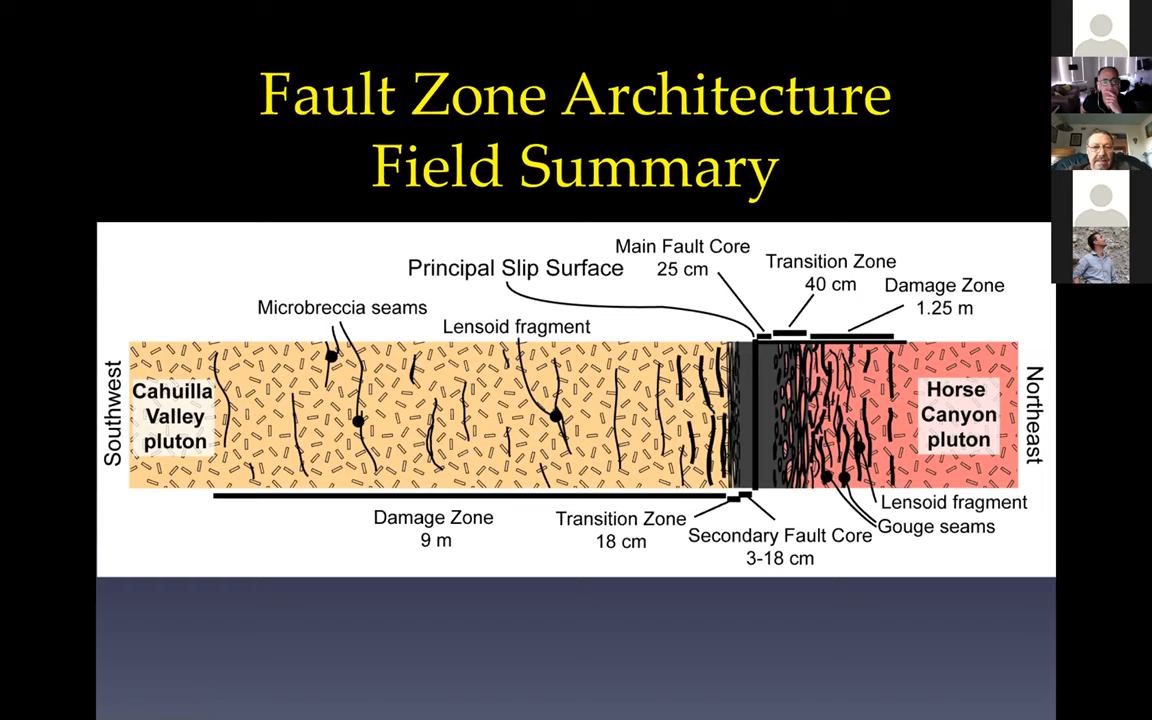 Fault Zone Architecture
Field Summary
Main Fault Core
25 cm
Principal Slip Surface
Transition Zone
40 cm
Damage Zone
1.25 m
Microbreccia seams
Lensoid fragment
Southwest
Cahuilla
Valley
pluton
Horse
Canyon
pluton
Northeast
Damage Zone
9 m
Transition Zone
18 cm
Secondary Fault Core
3-18 cm
Lensoid fragment
Gouge seams